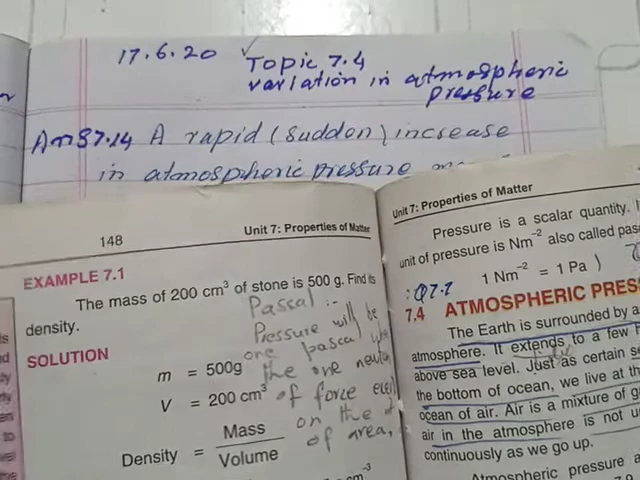 17.6.20 Topic 7.4
variation in atmospheric
pressure
Ans 7.14 A rapid (sudden) increase
in atmospheric pressure
148 Unit 7: Properties of Matter
EXAMPLE 7.1
The mass of 200 cm³ of stone is 500 g. Find its
density.
SOLUTION
m = 500g
V = 200 cm³
Density = Mass
Volume
Passal :-
Pressure will be
one pascal
the one
of force
on the
of area,
Unit 7: Properties of Matter
Pressure is a scalar quantity.
unit of pressure is Nm⁻² also called
1 Nm⁻² = 1 Pa )
: Q7.7
7.4 ATMOSPHERIC
The Earth is surrounded by
atmosphere. It extends to a few
above sea level. Just as certain
the bottom of ocean, we live at
ocean of air. Air is a mixture of
air in the atmosphere is not
continuously as we go up.
Atmospheric pressure